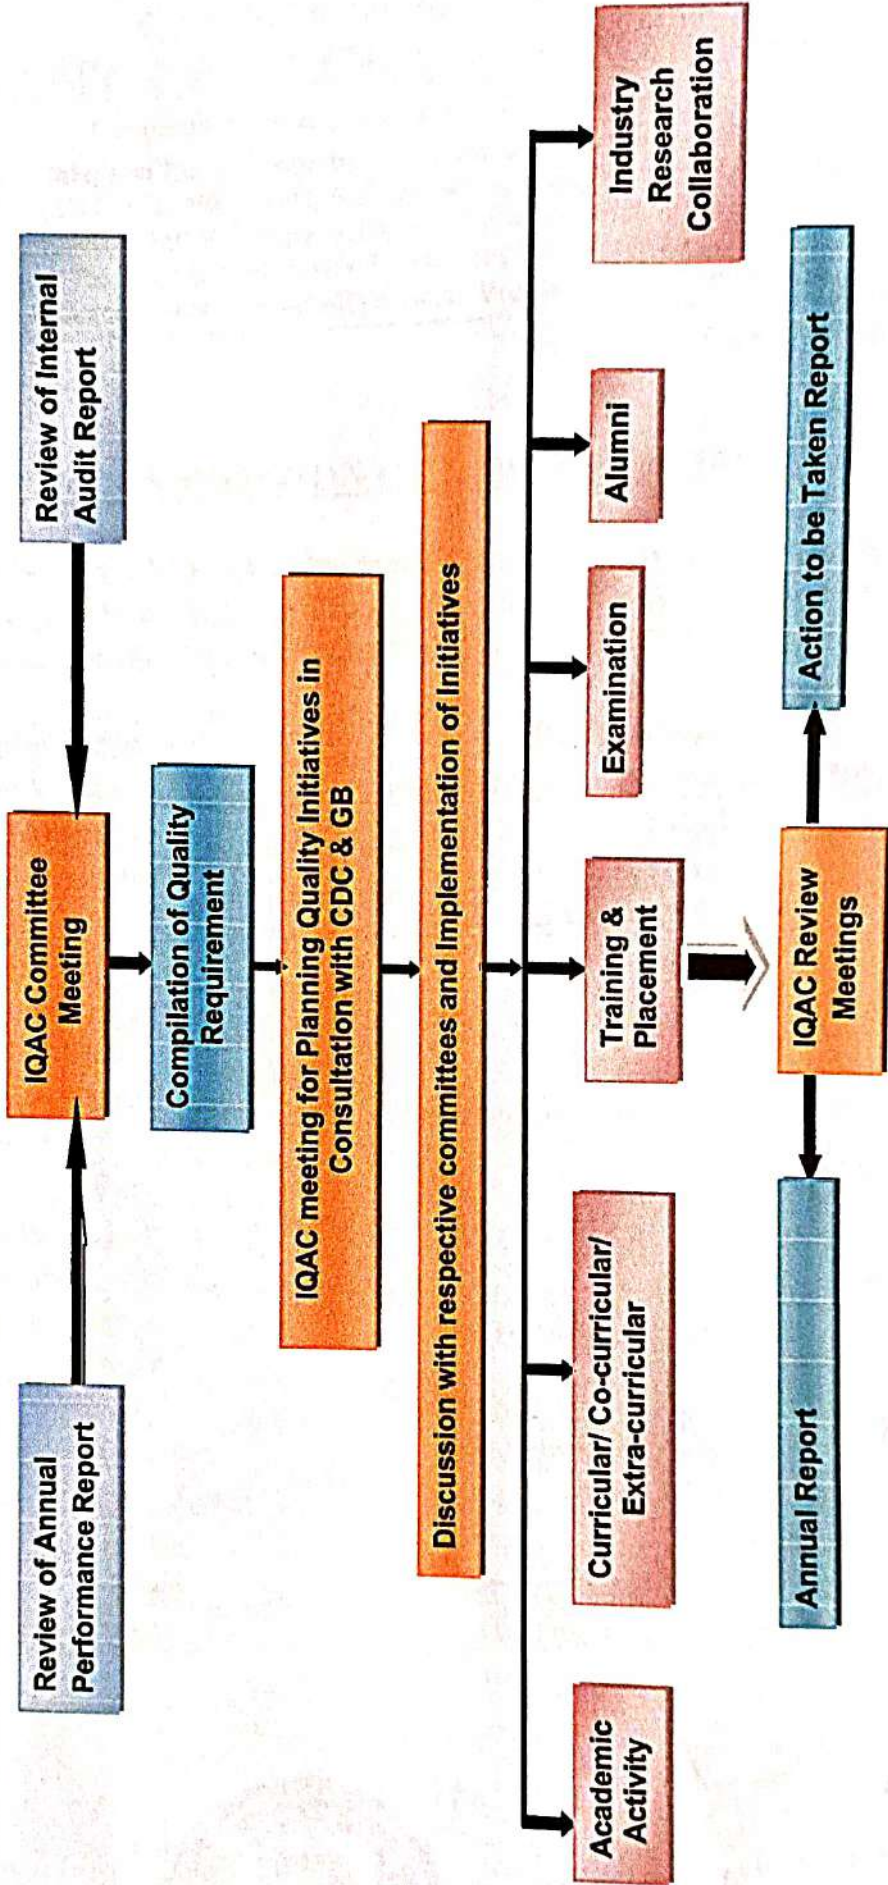 Review of Annual
Performance Report
IQAC Committee
Meeting
Review of Internal
Audit Report
Compilation of Quality
Requirement
IQAC meeting for Planning Quality Initiatives in
Consultation with CDC & GB
Discussion with respective committees and Implementation of Initiatives
Academic
Activity
Curricular/ Co-curricular/
Extra-curricular
Training &
Placement
Examination
Alumni
Industry
Research
Collaboration
Annual Report
IQAC Review
Meetings
Action to be Taken Report